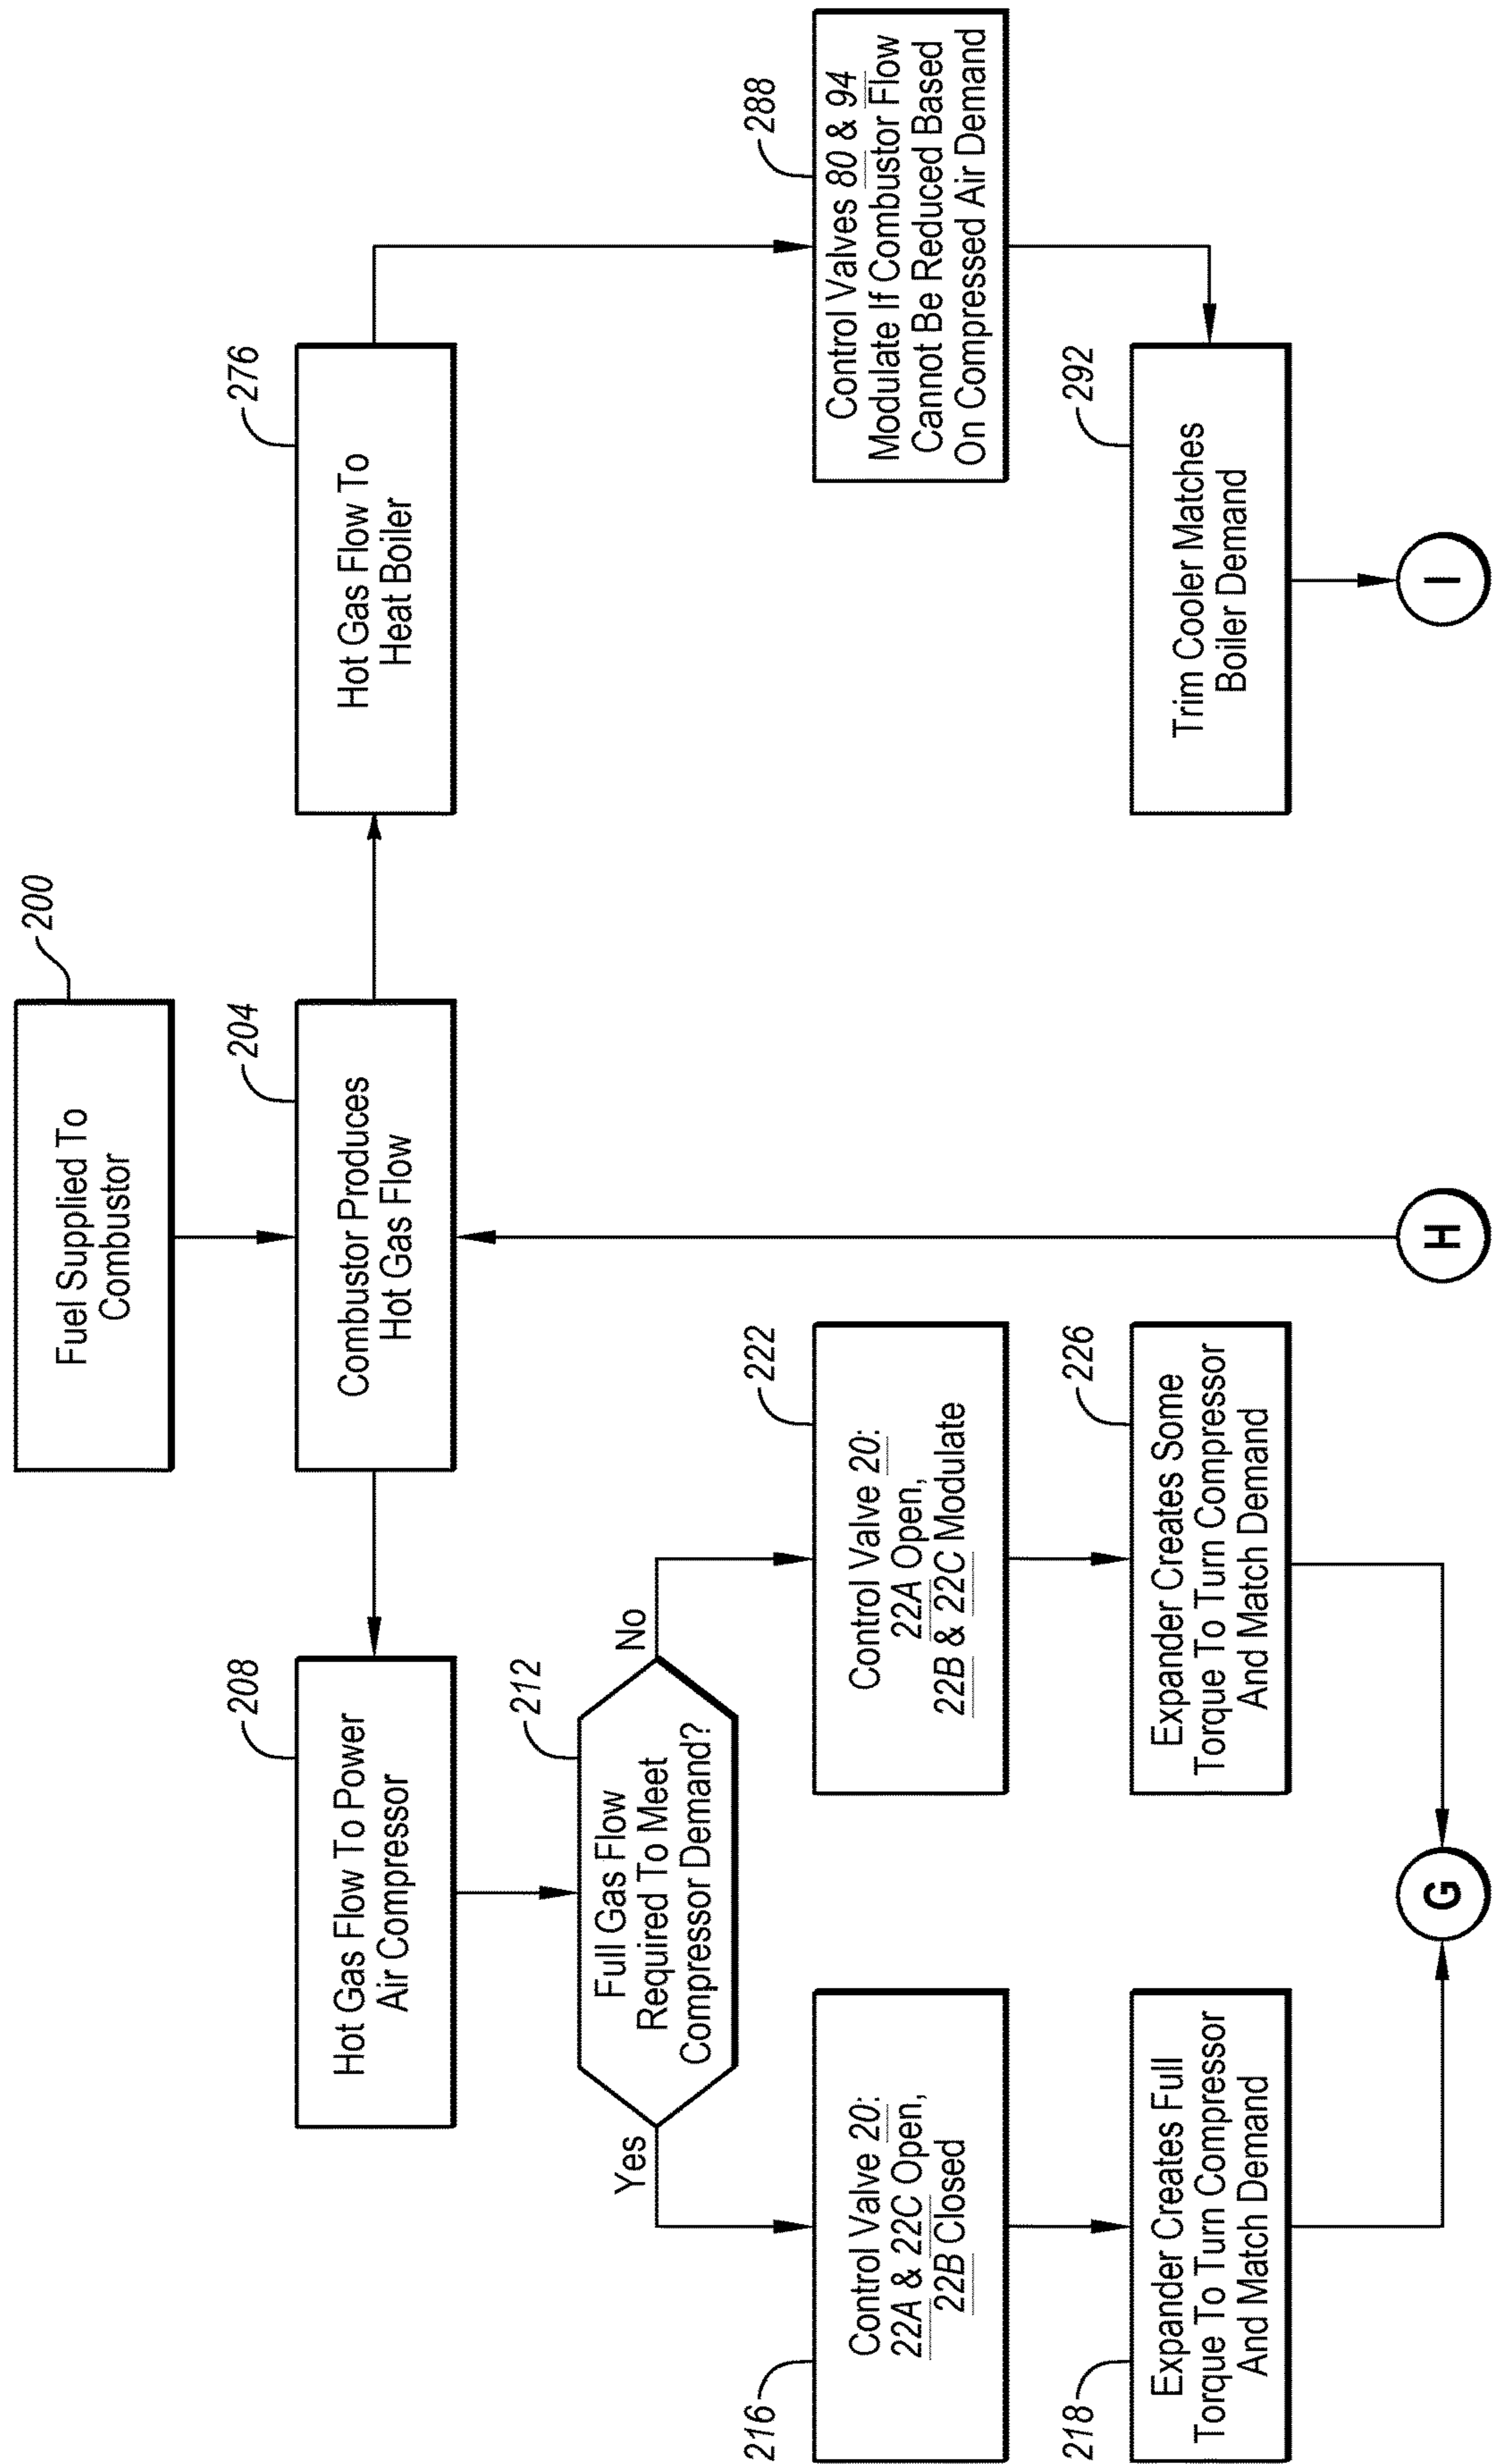 200
Fuel Supplied To
Combustor
204
Combustor Produces
Hot Gas Flow
208
Hot Gas Flow To Power
Air Compressor
276
Hot Gas Flow To
Heat Boiler
212
Full Gas Flow
Required To Meet
Compressor Demand?
Yes
No
216
Control Valve 20:
22A & 22C Open,
22B Closed
222
Control Valve 20:
22A Open,
22B & 22C Modulate
288
Control Valves 80 & 94
Modulate If Combustor Flow
Cannot Be Reduced Based
On Compressed Air Demand
218
Expander Creates Full
Torque To Turn Compressor
And Match Demand
226
Expander Creates Some
Torque To Turn Compressor
And Match Demand
292
Trim Cooler Matches
Boiler Demand
G
H
I